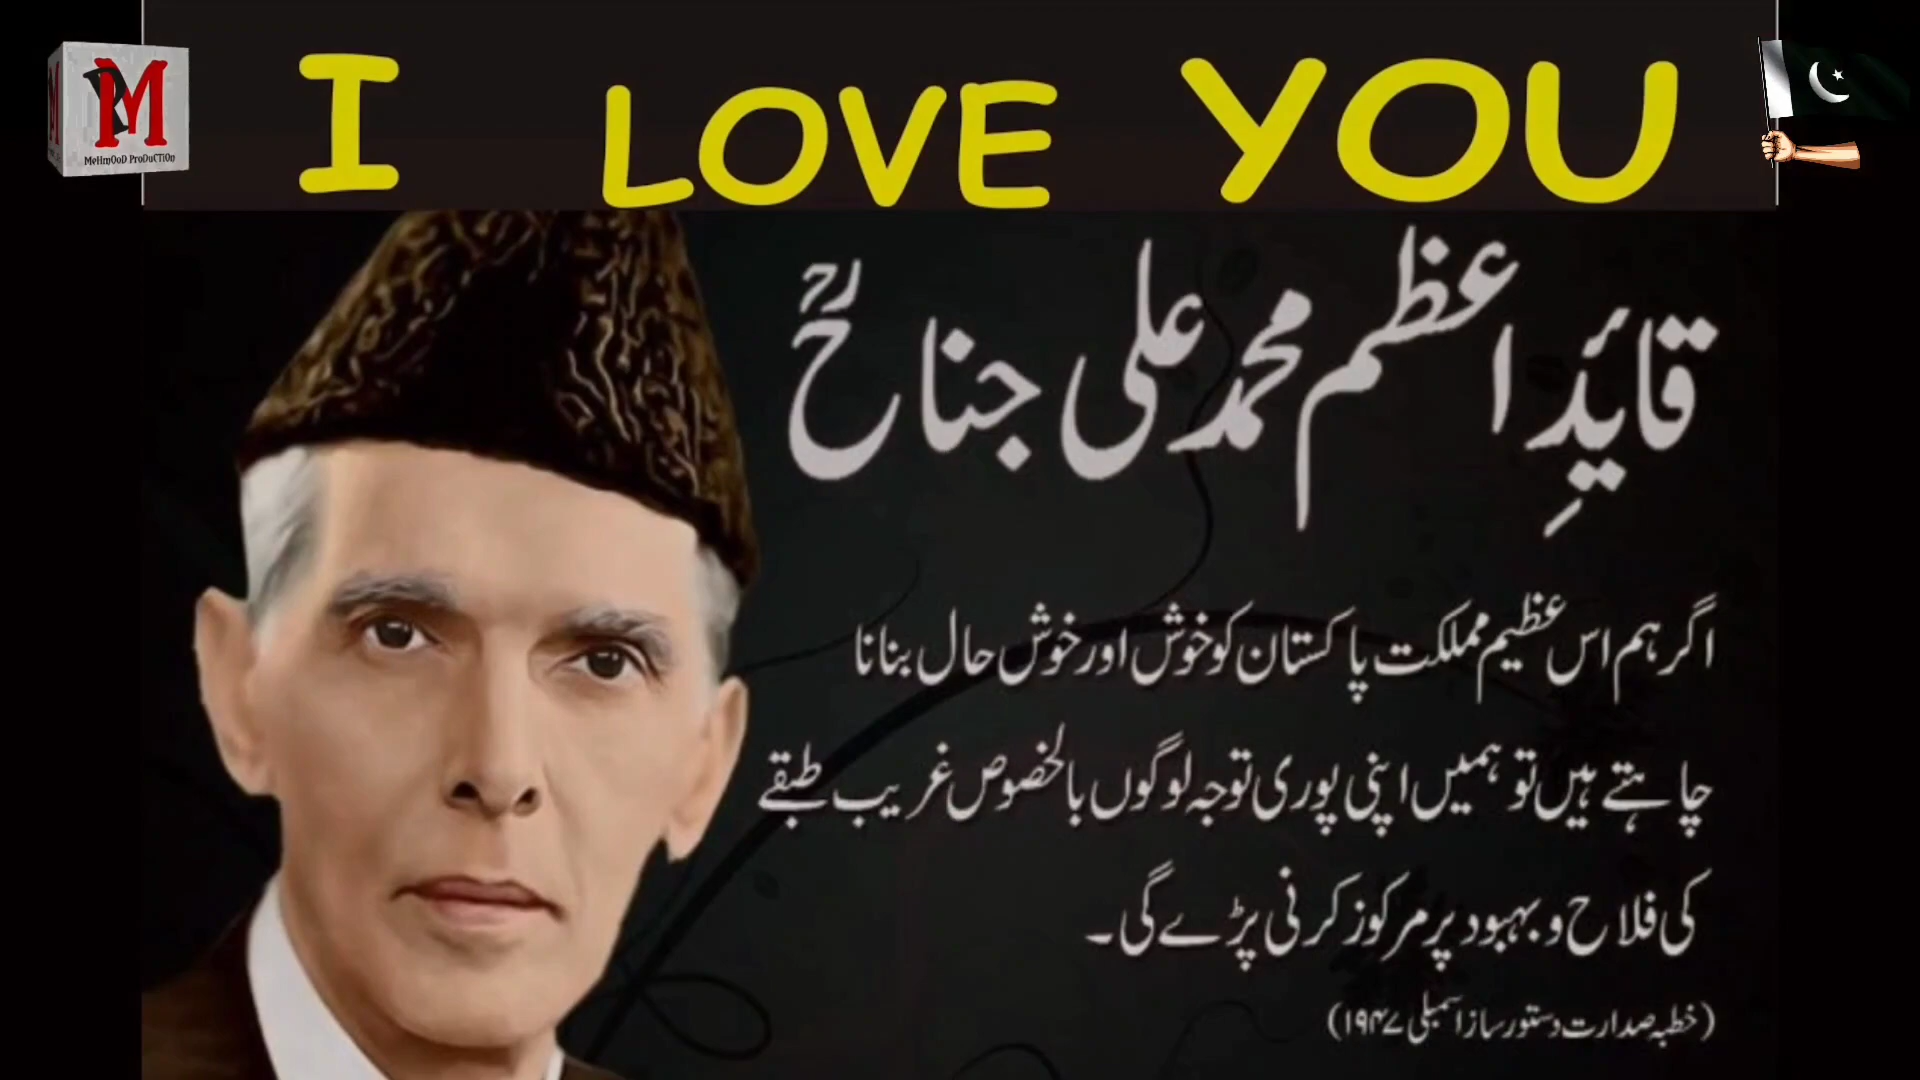 I LOVE YOU
MeHmOoD ProDuCTiOn
قایٔدِ اعظم محمد علی جناحؒ
اگر ہم اس عظیم مملکت پاکستان کو خوش اور خوش حال بنانا
چاہتے ہیں تو ہمیں اپنی پوری توجہ لوگوں بالخصوص غریب طبقے
کی فلاح و بہبود پر مرکوز کرنی پڑے گی۔
(خطبہ صدارت دستور ساز اسمبلی ۱۹۴۷)